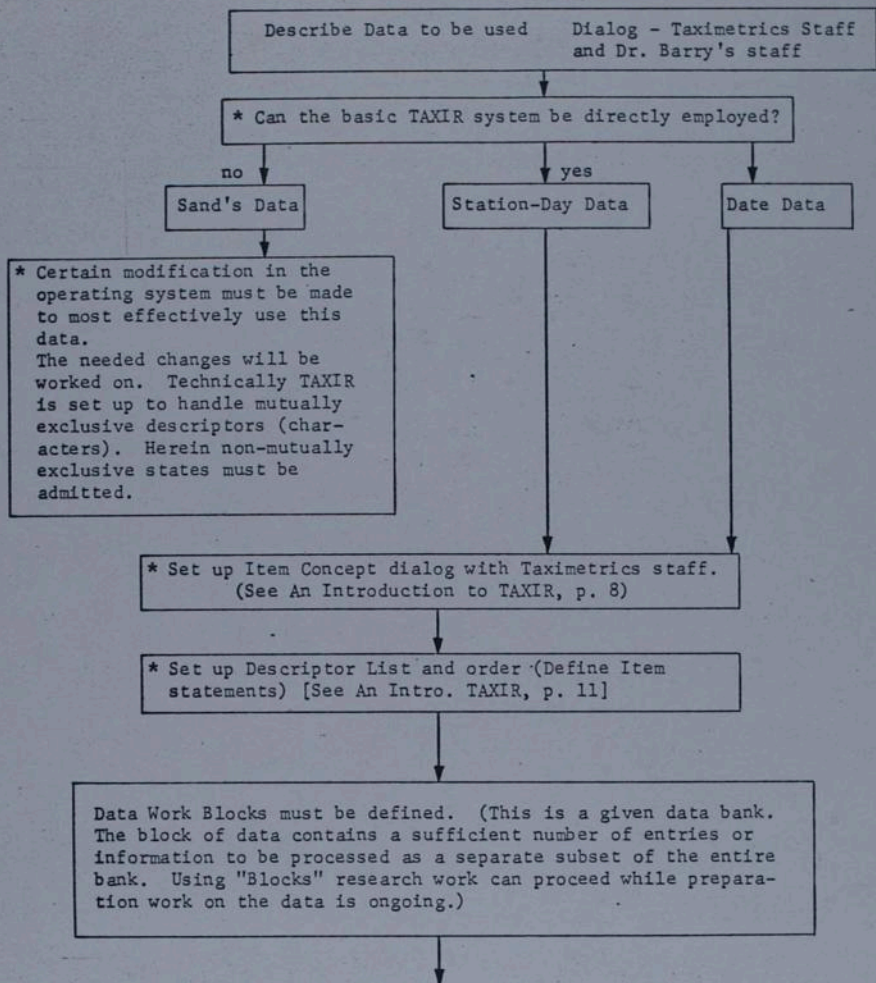 Describe Data to be used Dialog - Taximetrics Staff
and Dr. Barry's staff
* Can the basic TAXIR system be directly employed?
no
yes
Sand's Data
Station-Day Data
Date Data
* Certain modification in the
operating system must be made
to most effectively use this
data.
The needed changes will be
worked on. Technically TAXIR
is set up to handle mutually
exclusive descriptors (char-
acters). Herein non-mutually
exclusive states must be
admitted.
* Set up Item Concept dialog with Taximetrics staff.
(See An Introduction to TAXIR, p. 8)
* Set up Descriptor List and order (Define Item
statements) [See An Intro. TAXIR, p. 11]
Data Work Blocks must be defined. (This is a given data bank.
The block of data contains a sufficient number of entries or
information to be processed as a separate subset of the entire
bank. Using "Blocks" research work can proceed while prepara-
tion work on the data is ongoing.)